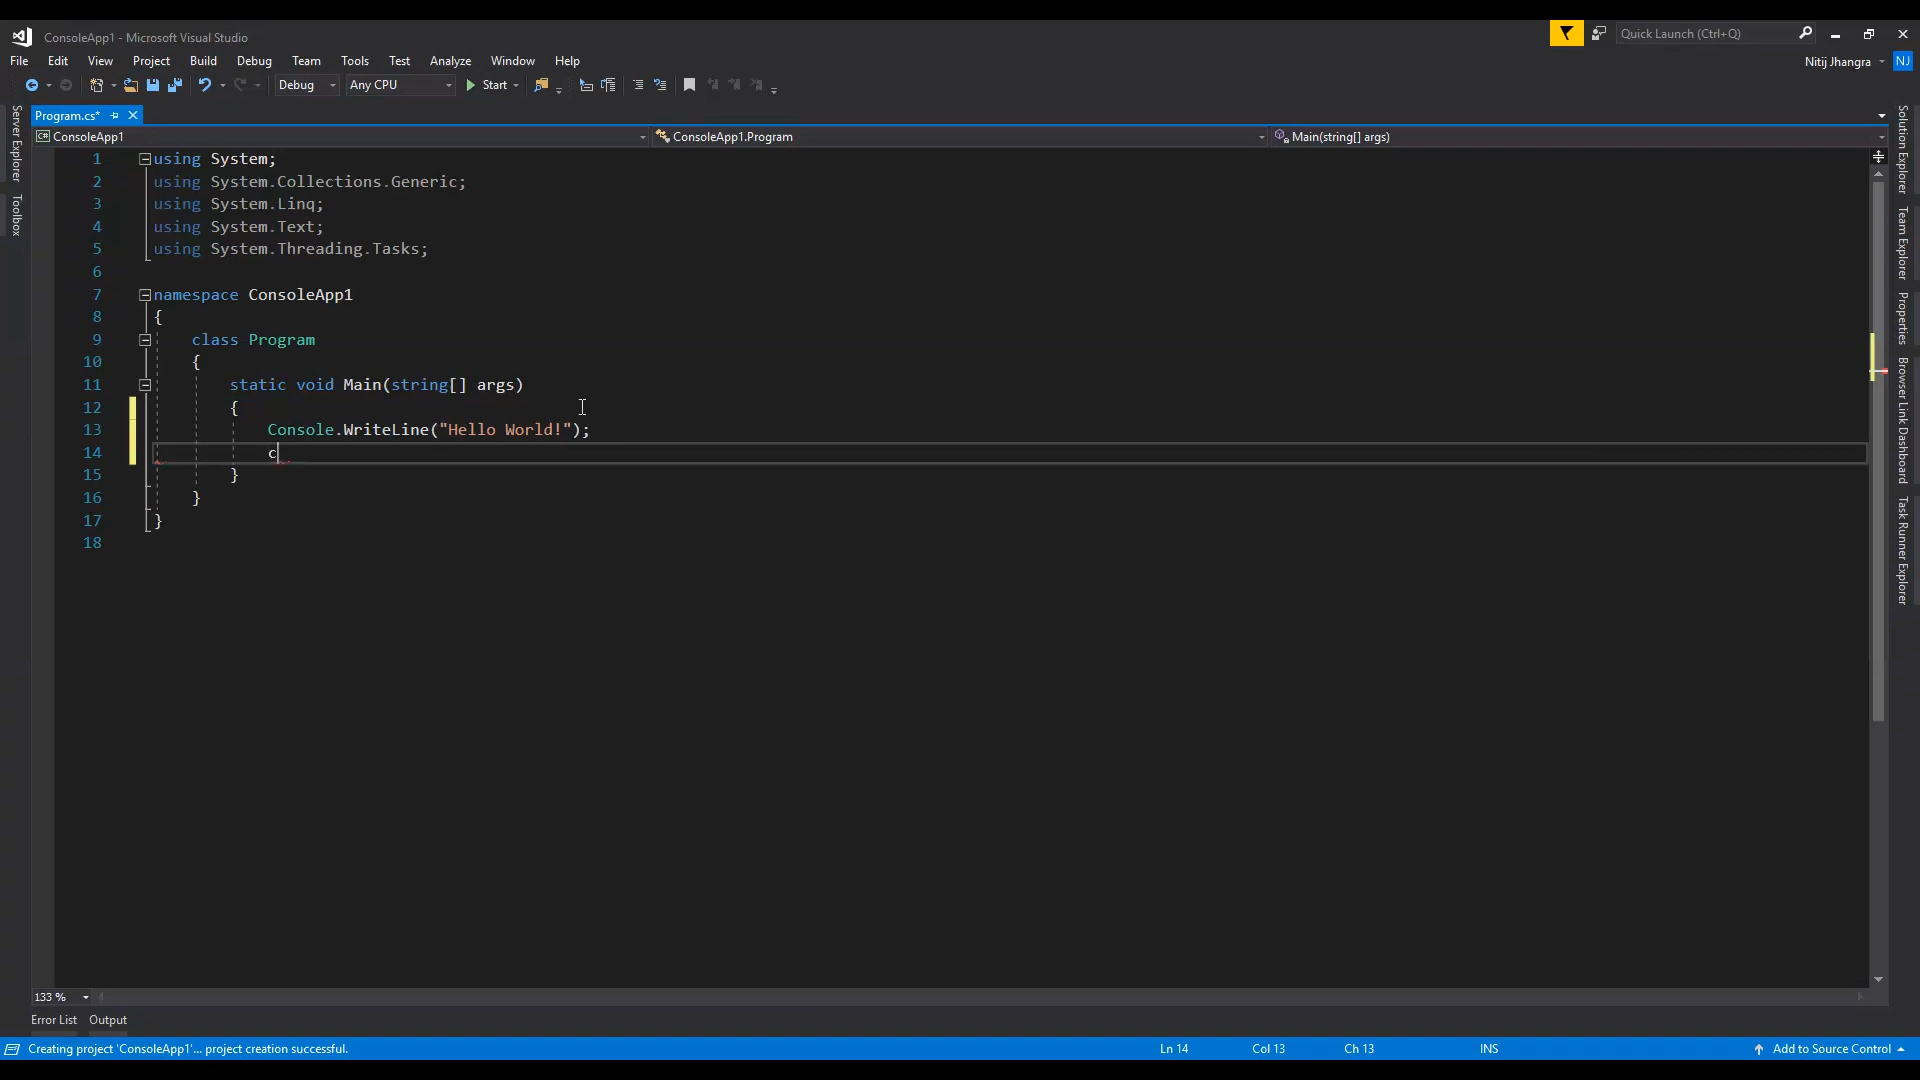 ConsoleApp1 - Microsoft Visual Studio
Quick Launch (Ctrl+Q)
File Edit View Project Build Debug Team Tools Test Analyze Window Help
Nitij Jhangra NJ
Debug Any CPU Start
Program.cs*
ConsoleApp1 ConsoleApp1.Program Main(string[] args)
Server Explorer
Toolbox
1 using System;
2 using System.Collections.Generic;
3 using System.Linq;
4 using System.Text;
5 using System.Threading.Tasks;
6
7 namespace ConsoleApp1
8 {
9 class Program
10 {
11 static void Main(string[] args)
12 {
13 Console.WriteLine("Hello World!");
14 c
15 }
16 }
17 }
18
Solution Explorer
Team Explorer
Properties
Browser Link Dashboard
Task Runner Explorer
133 %
Error List Output
Creating project 'ConsoleApp1'... project creation successful.
Ln 14 Col 13 Ch 13 INS Add to Source Control